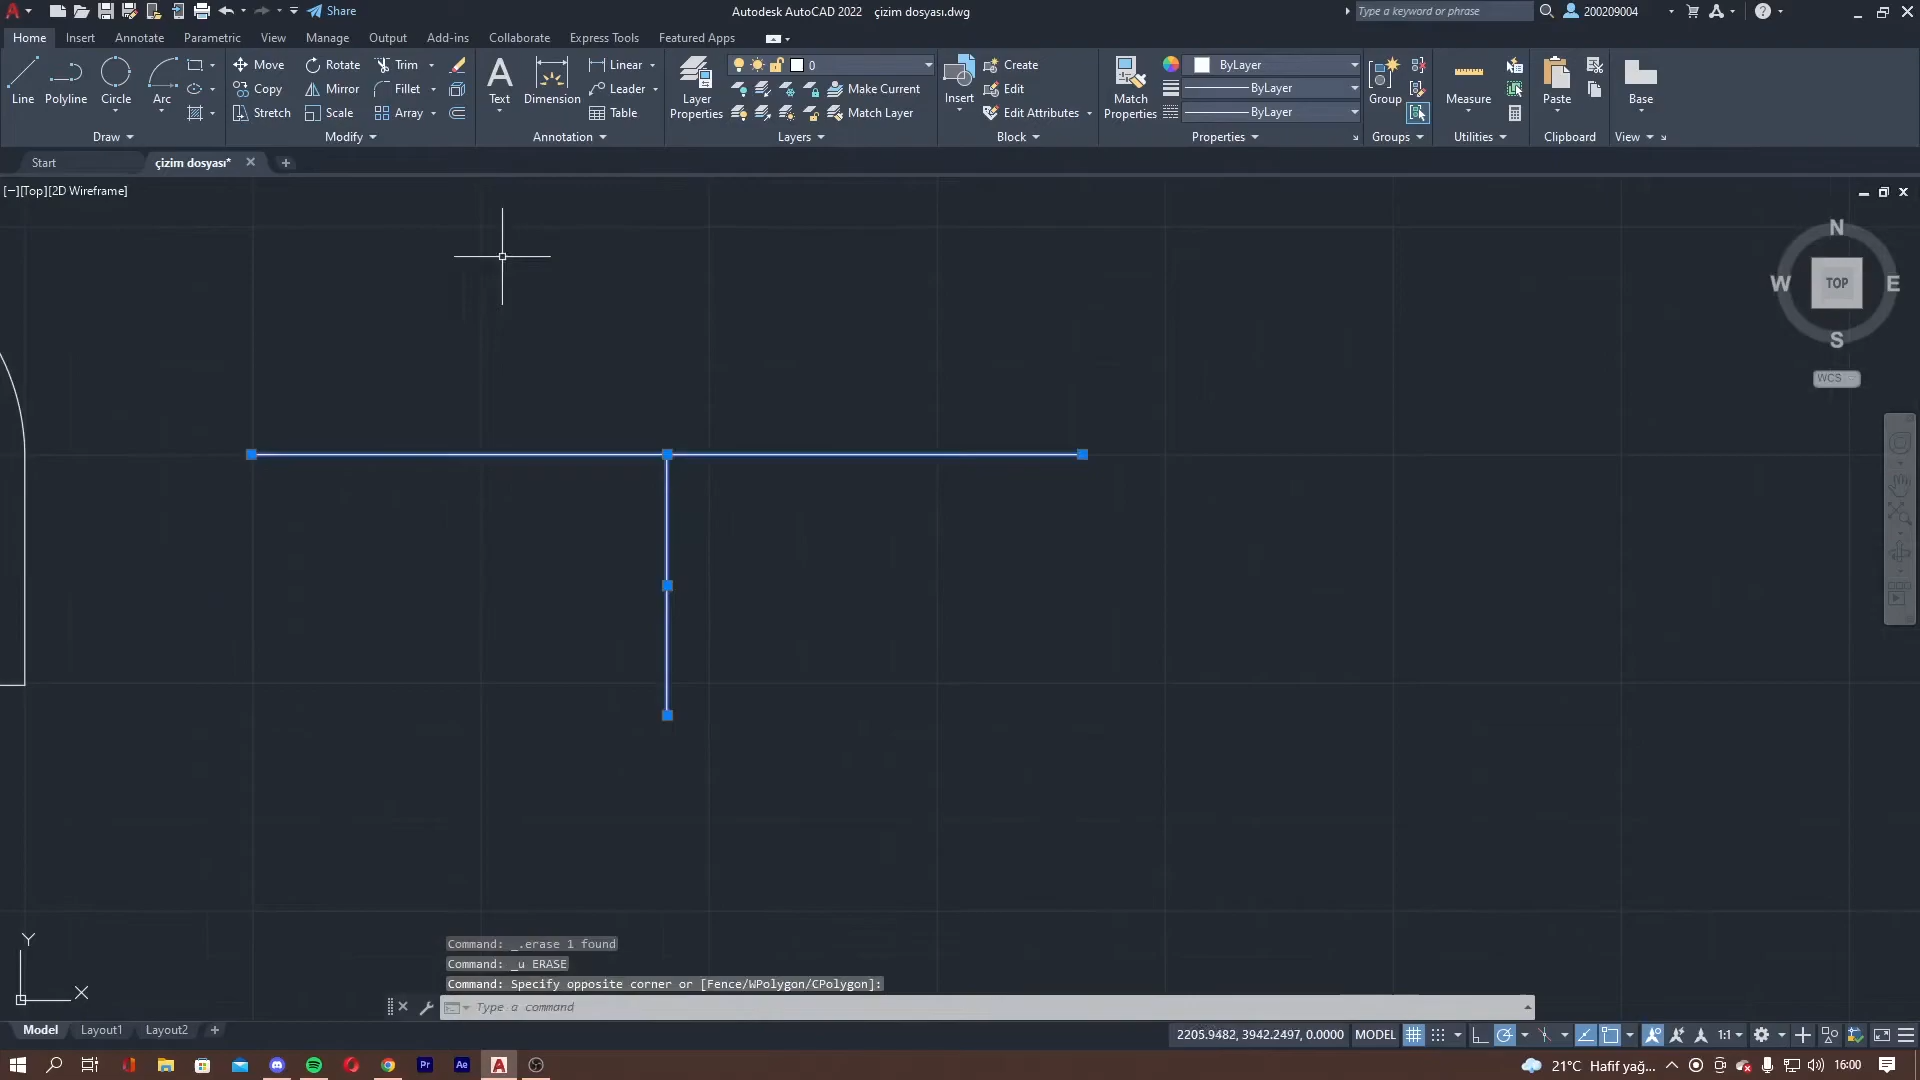 Share
Autodesk AutoCAD 2022 çizim dosyası.dwg
Type a keyword or phrase
200209004
Home Insert Annotate Parametric View Manage Output Add-ins Collaborate Express Tools Featured Apps
Line
Polyline
Circle
Arc
Draw
Move
Rotate
Trim
Copy
Mirror
Fillet
Stretch
Scale
Array
Modify
Text
Dimension
Linear
Leader
Table
Annotation
Layer
Properties
0
Make Current
Match Layer
Layers
Insert
Create
Edit
Edit Attributes
Block
Match
Properties
ByLayer
ByLayer
ByLayer
Properties
Group
Groups
Measure
Utilities
Paste
Clipboard
Base
View
Start
çizim dosyası*
[−][Top][2D Wireframe]
N
W
TOP
E
S
WCS
Y
X
Command: _.erase 1 found
Command: _u ERASE
Command: Specify opposite corner or [Fence/WPolygon/CPolygon]:
Type a command
Model Layout1 Layout2
2205.9482, 3942.2497, 0.0000 MODEL
1:1
Pr
Ae
A
21°C Hafif yağ...
16:00